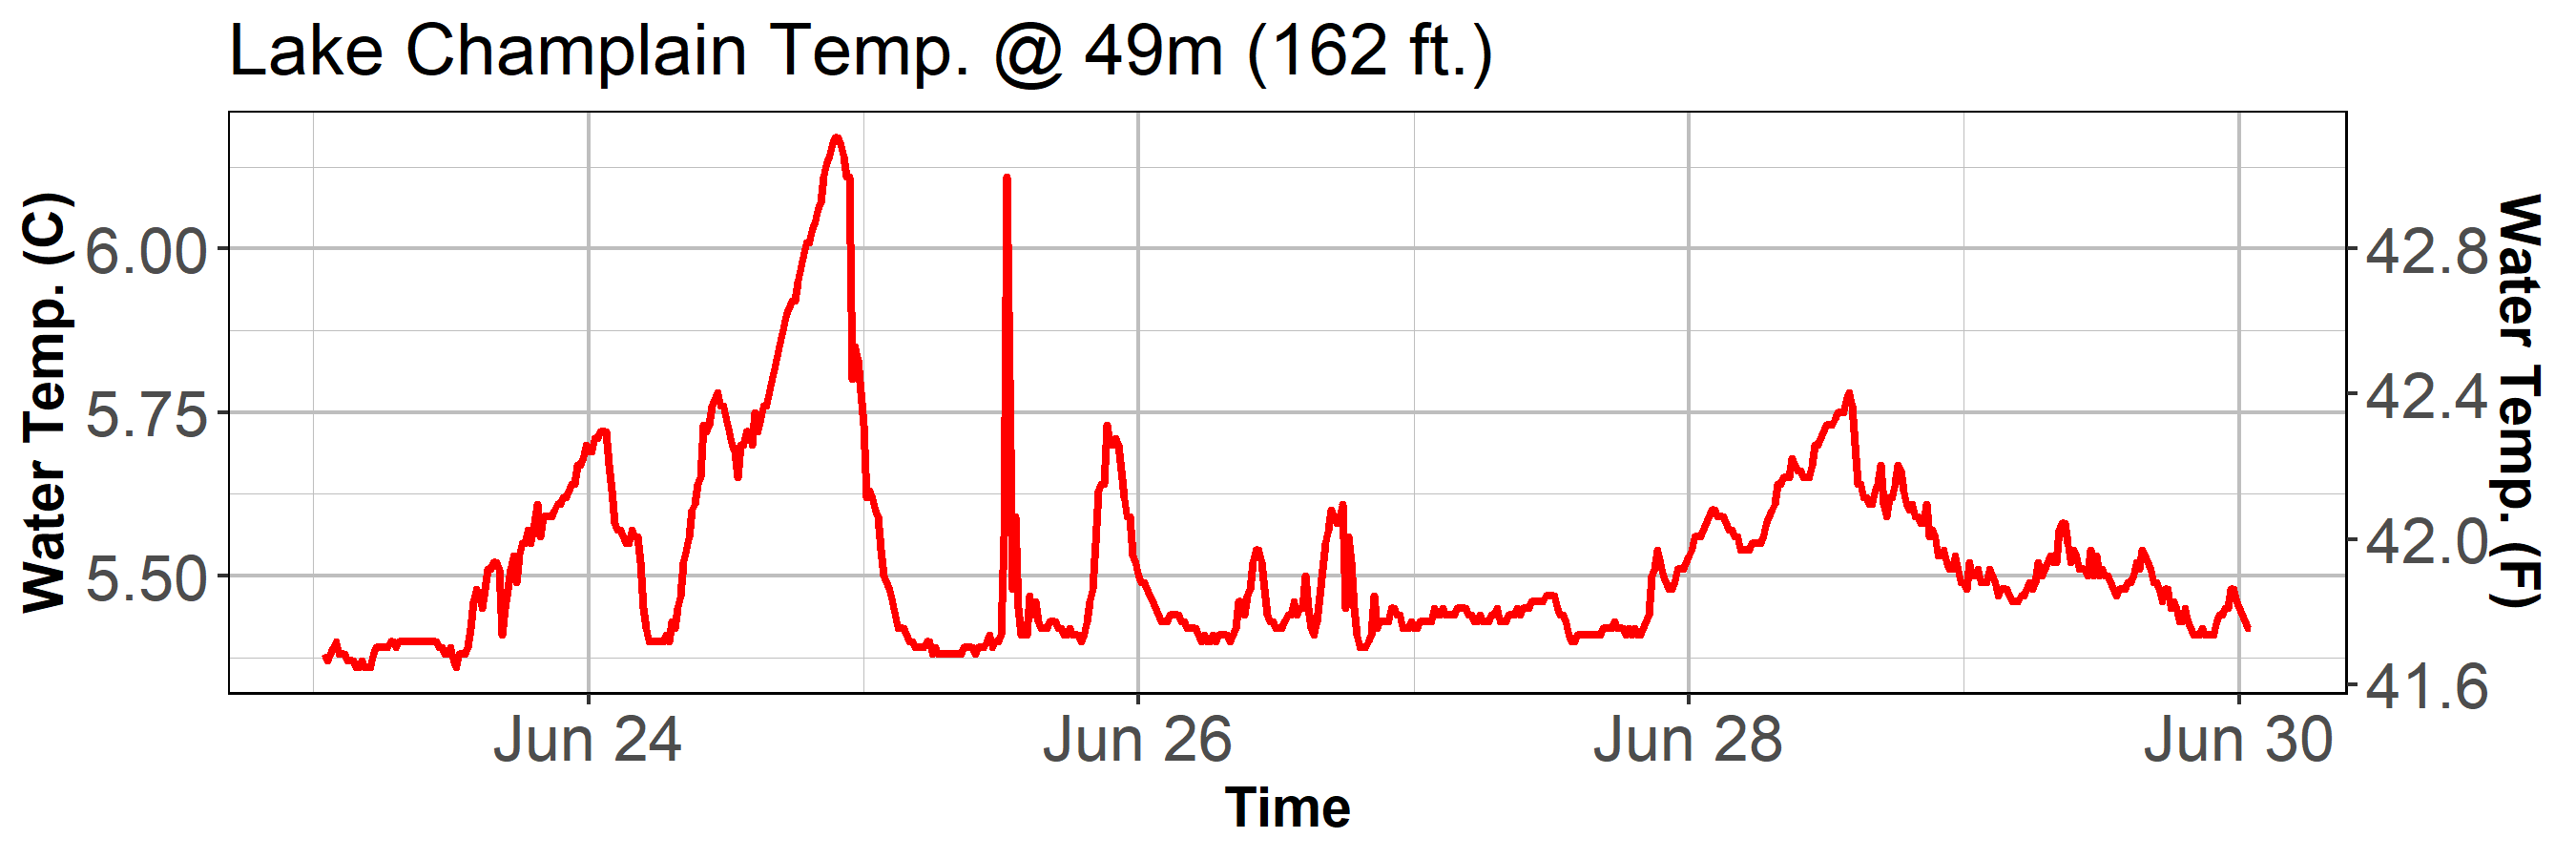 Lake Champlain Temp. @ 49m (162 ft.)
Water Temp. (C)
6.00
5.75
5.50
42.8
42.4
42.0
41.6
Water Temp. (F)
Jun 24
Jun 26
Jun 28
Jun 30
Time